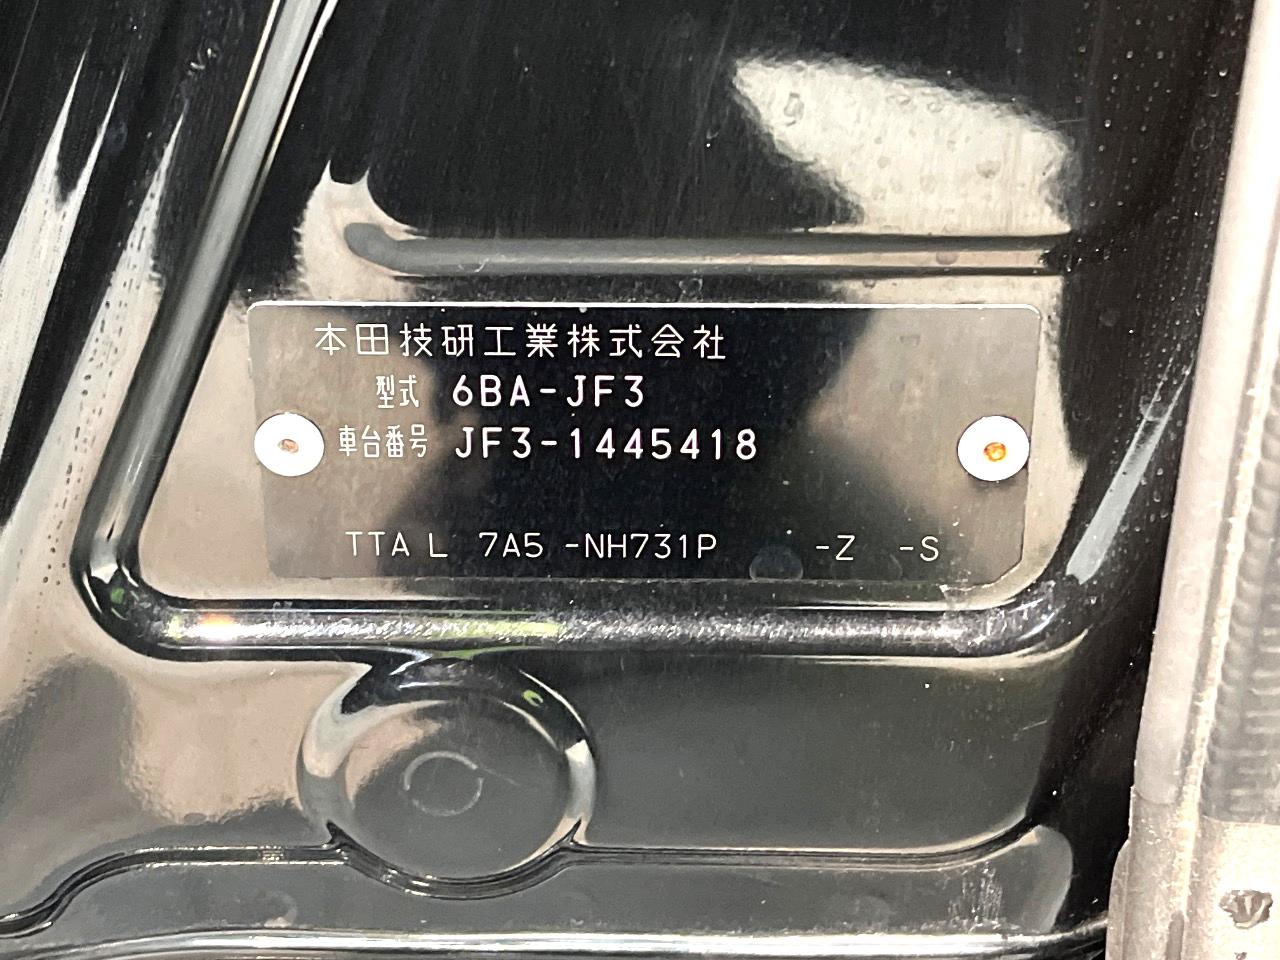 本田技研工業株式会社
型式 6BA-JF3
車台番号 JF3-1445418
TTA L 7A5 -NH731P -Z -S